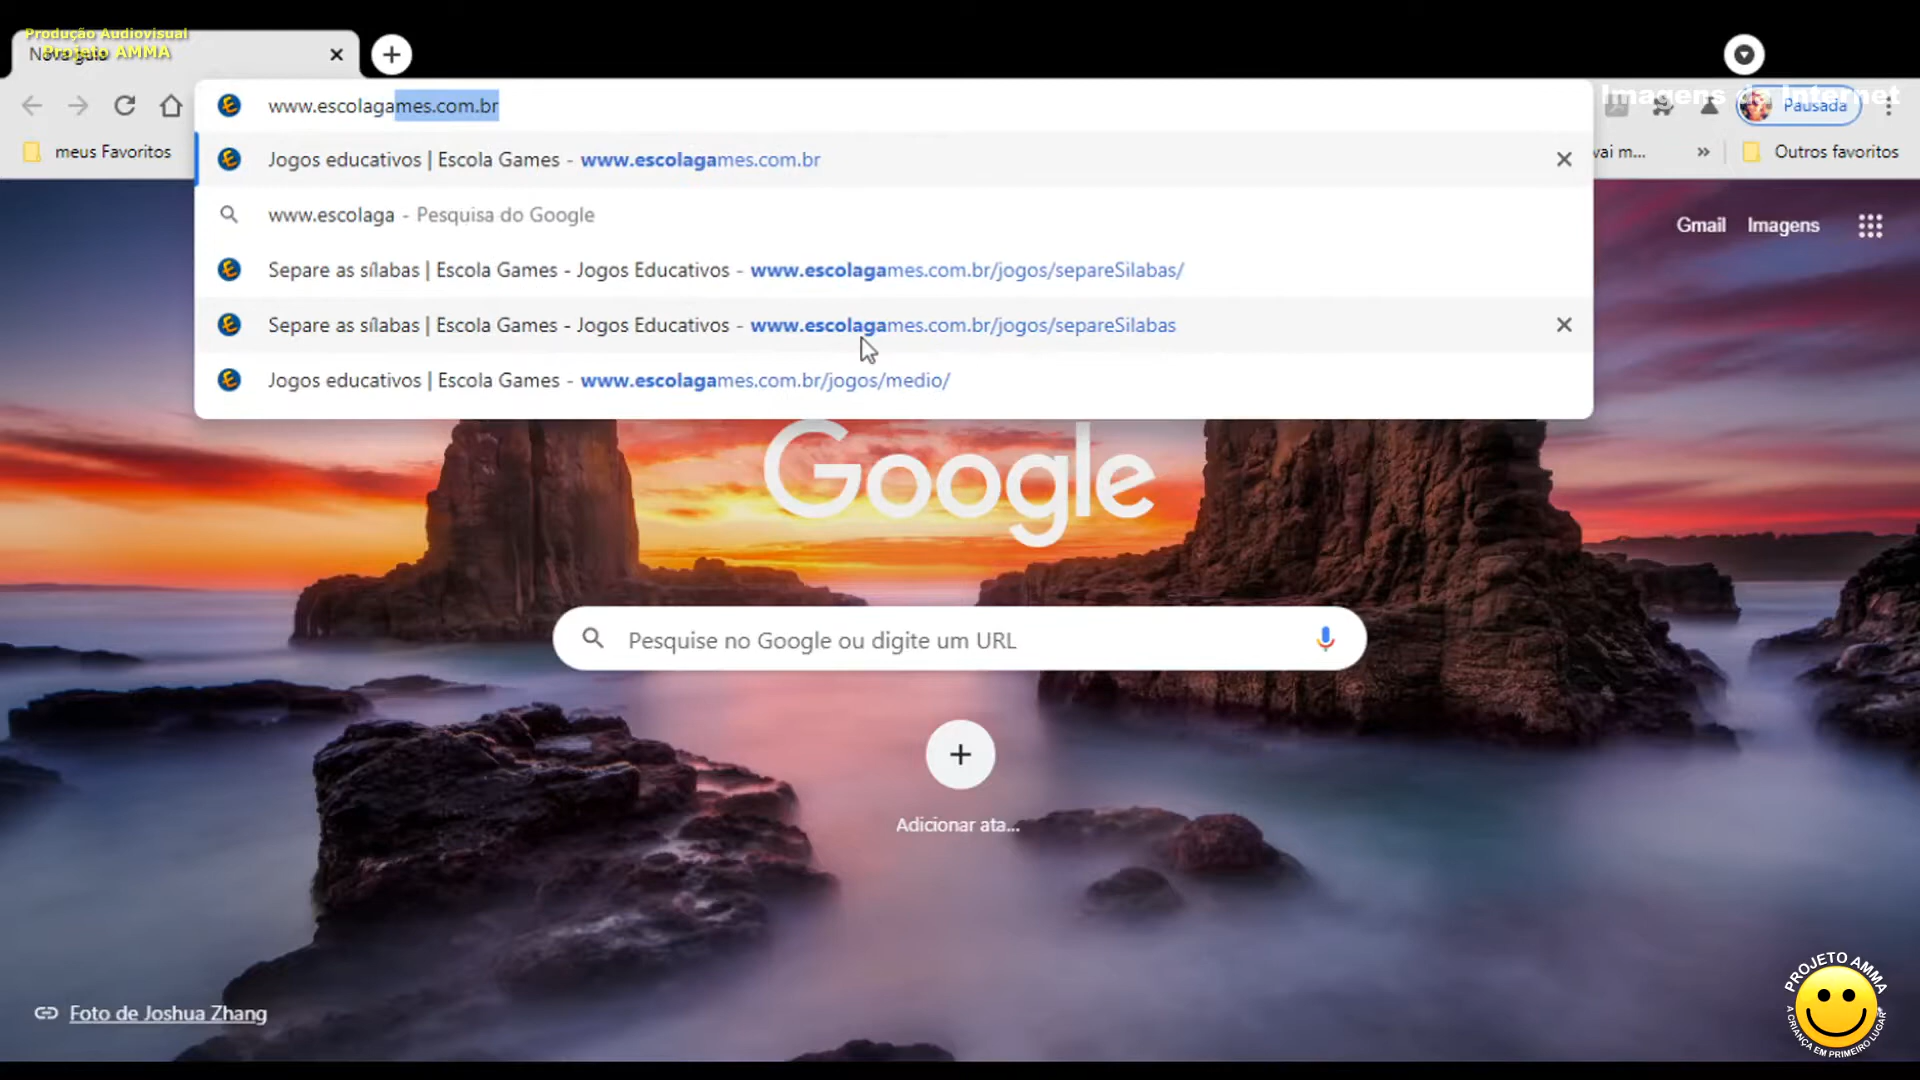 Produção Audiovisual
Projeto AMMA
Nova guia
Imagens da Internet
www.escolagames.com.br
Pausada
meus Favoritos
Jogos educativos | Escola Games - www.escolagames.com.br
vai m...
Outros favoritos
www.escolaga - Pesquisa do Google
Gmail
Imagens
Separe as sílabas | Escola Games - Jogos Educativos - www.escolagames.com.br/jogos/separeSilabas/
Separe as sílabas | Escola Games - Jogos Educativos - www.escolagames.com.br/jogos/separeSilabas
Jogos educativos | Escola Games - www.escolagames.com.br/jogos/medio/
Google
Pesquise no Google ou digite um URL
Adicionar ata...
Foto de Joshua Zhang
PROJETO AMMA
A CRIANÇA EM PRIMEIRO LUGAR